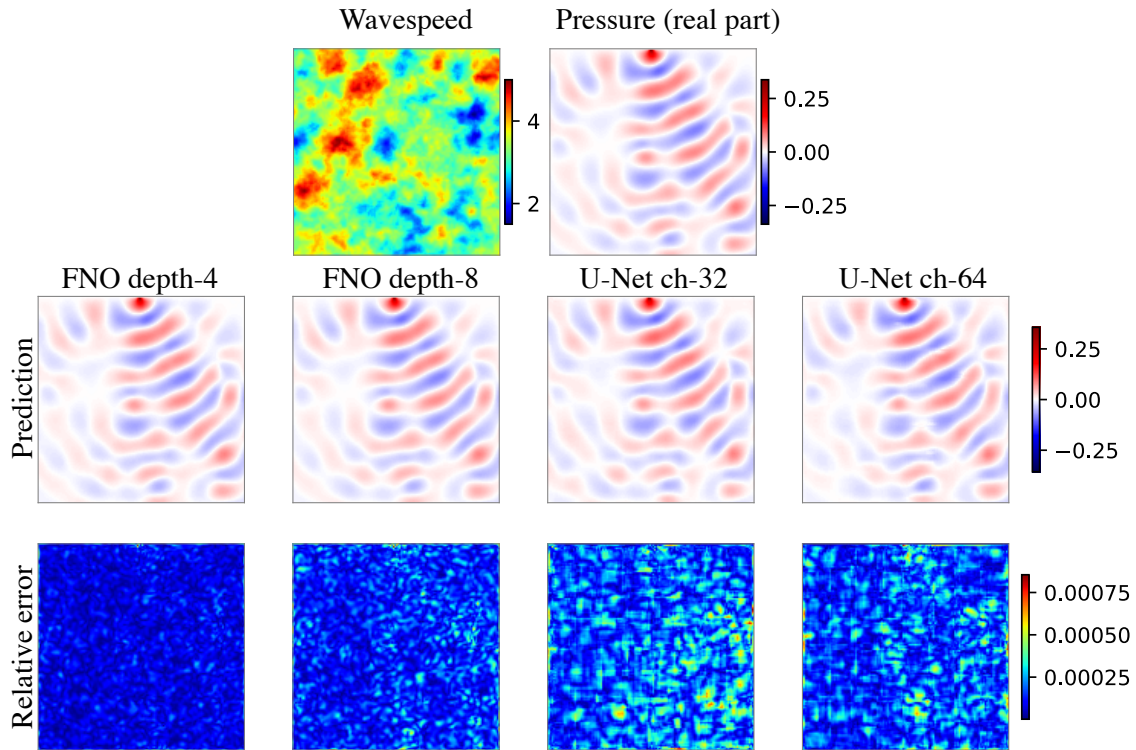 Wavespeed
Pressure (real part)
4
2
0.25
0.00
−0.25
FNO depth-4
FNO depth-8
U-Net ch-32
U-Net ch-64
Prediction
0.25
0.00
−0.25
Relative error
0.00075
0.00050
0.00025